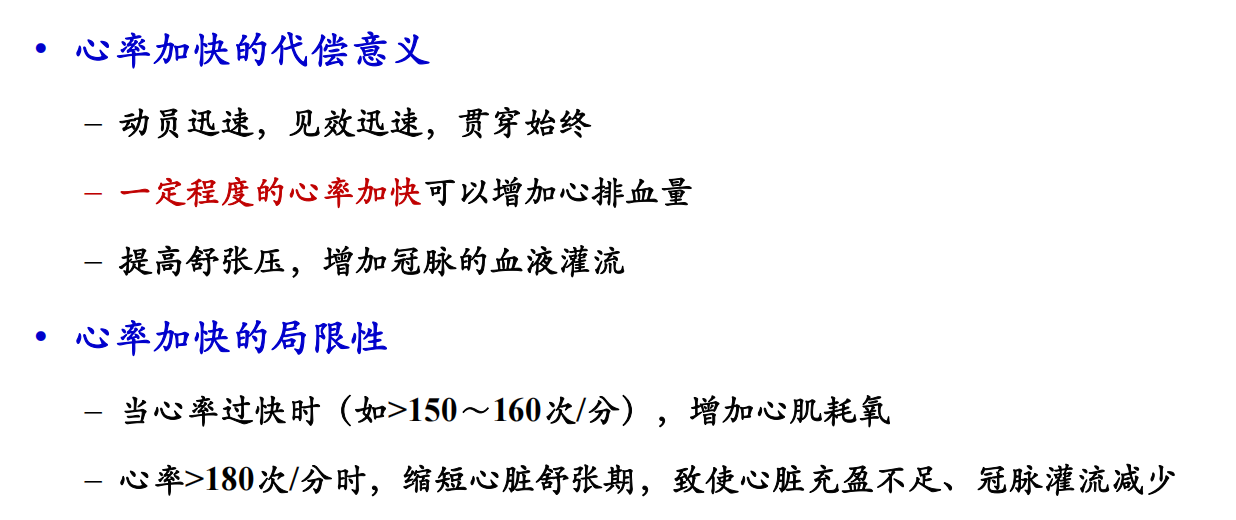 • 心率加快的代偿意义
– 动员迅速，见效迅速，贯穿始终
– 一定程度的心率加快可以增加心排血量
– 提高舒张压，增加冠脉的血液灌流
• 心率加快的局限性
– 当心率过快时（如>150～160次/分），增加心肌耗氧
– 心率>180次/分时，缩短心脏舒张期，致使心脏充盈不足、冠脉灌流减少